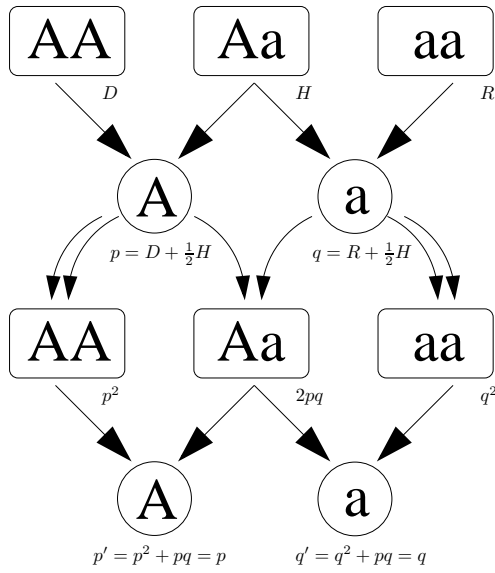 AA Aa aa
D H R
A a
p = D + ½H q = R + ½H
AA Aa aa
p² 2pq q²
A a
p′ = p² + pq = p q′ = q² + pq = q